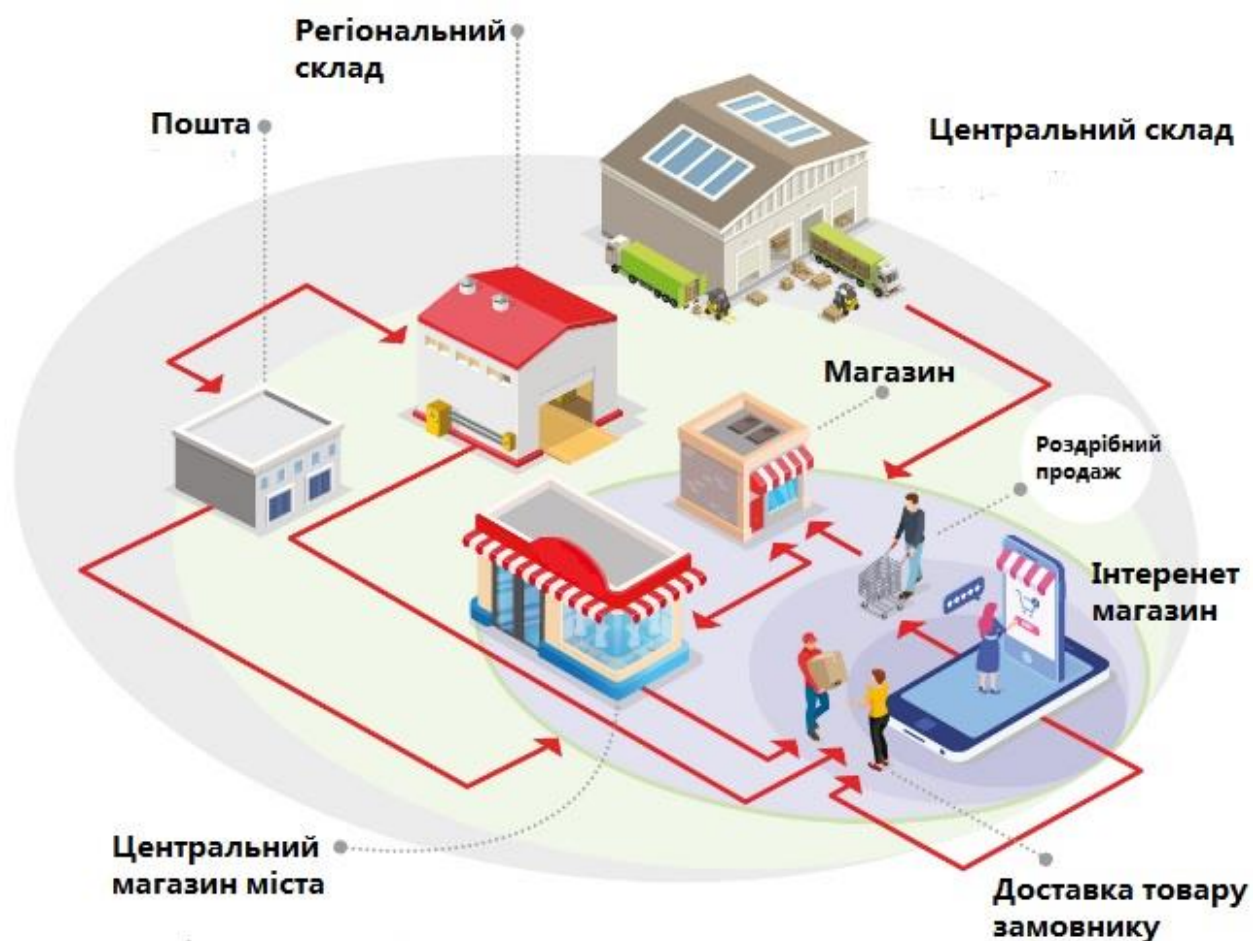 Регіональний
склад
Пошта
Центральний склад
Магазин
Роздрібний
продаж
Інтеренет
магазин
Центральний
магазин міста
Доставка товару
замовнику